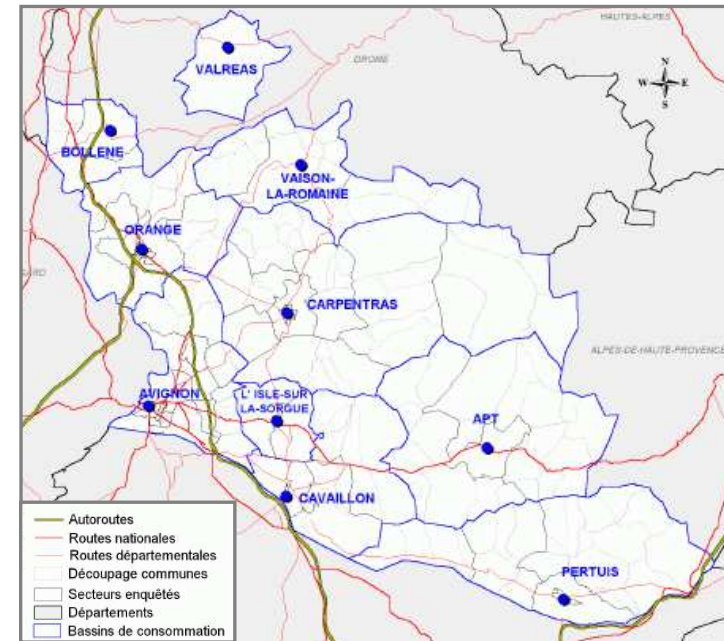 HAUTES-ALPES
N
W E
S
VALREAS
DROME
BOLLENE
VAISON-
LA-ROMAINE
ORANGE
GARD
CARPENTRAS
ALPES-DE-HAUTE-PROVENCE
AVIGNON
L' ISLE-SUR
LA-SORGUE
APT
CAVAILLON
PERTUIS
Autoroutes
Routes nationales
Routes départementales
Découpage communes
Secteurs enquêtés
Départements
Bassins de consommation